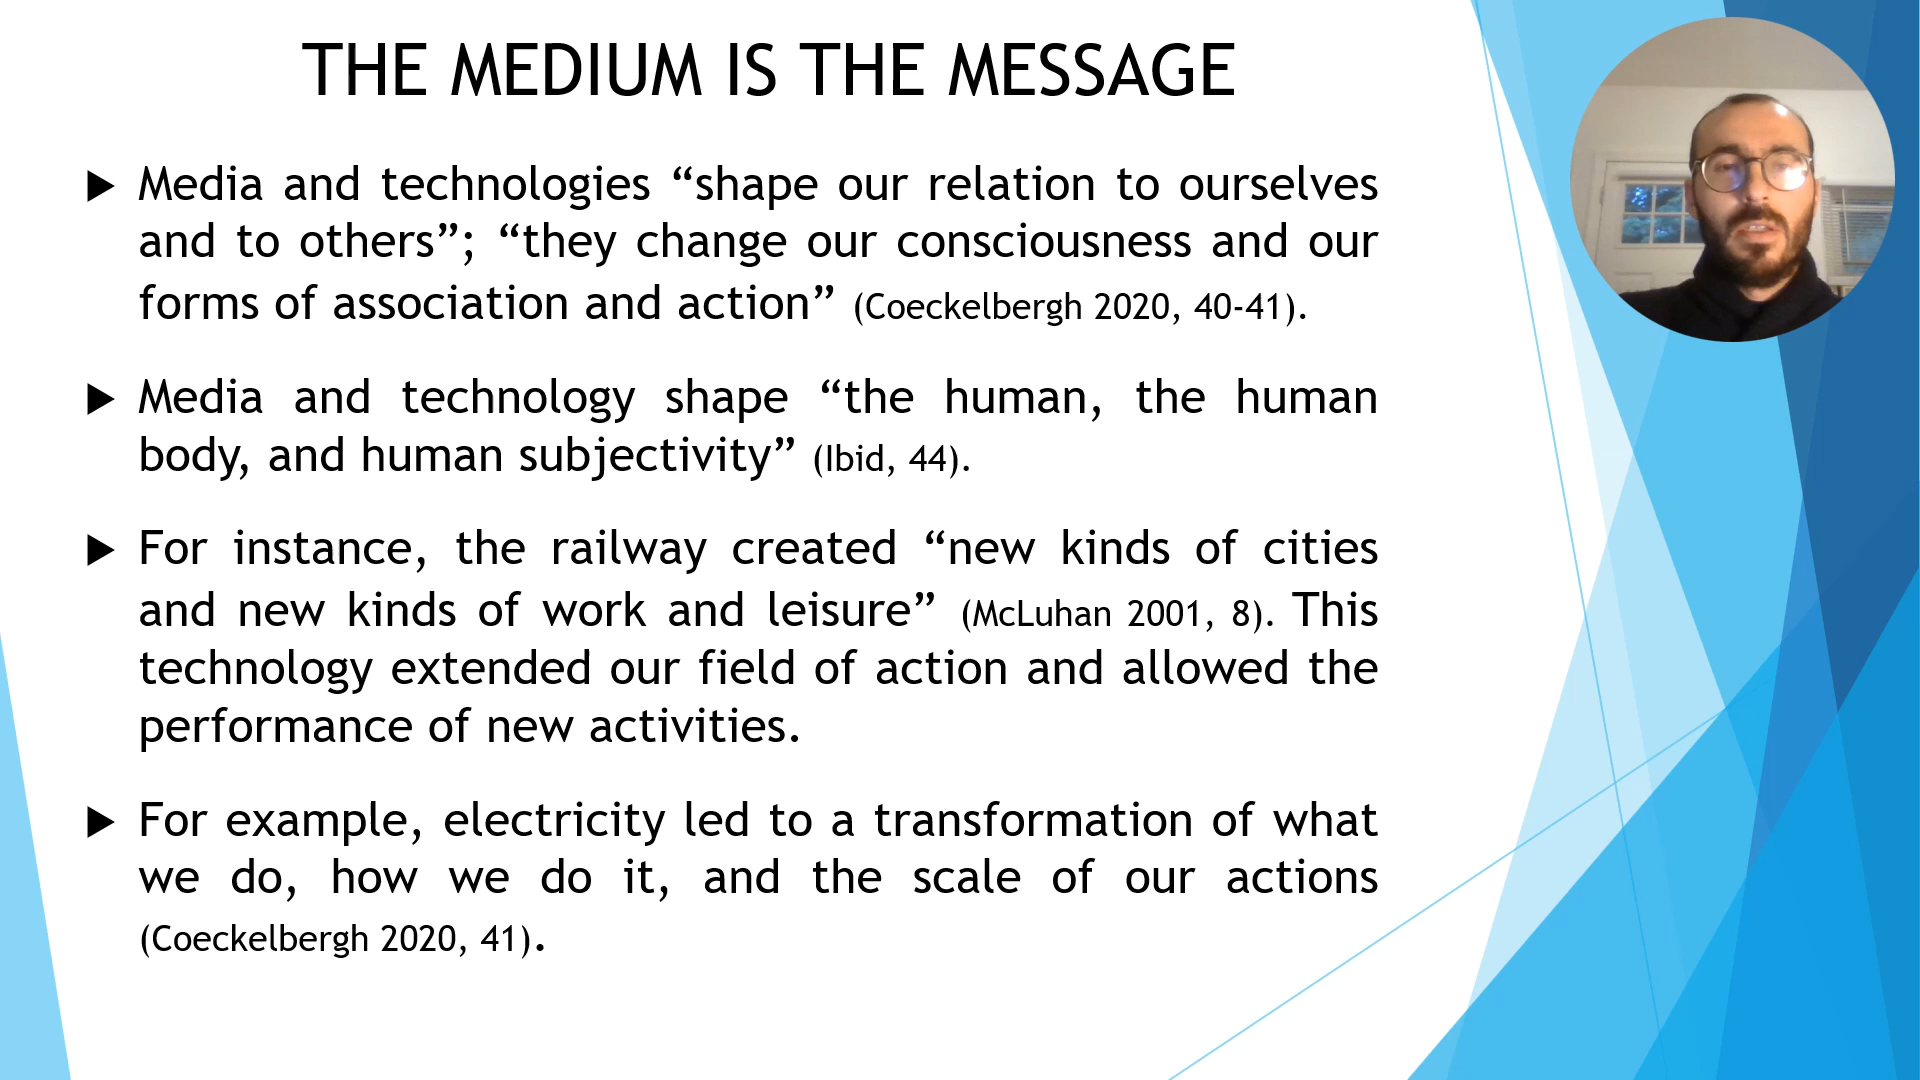 THE MEDIUM IS THE MESSAGE
Media and technologies “shape our relation to ourselves
and to others”; “they change our consciousness and our
forms of association and action” (Coeckelbergh 2020, 40-41).
Media and technology shape “the human, the human
body, and human subjectivity” (Ibid, 44).
For instance, the railway created “new kinds of cities
and new kinds of work and leisure” (McLuhan 2001, 8). This
technology extended our field of action and allowed the
performance of new activities.
For example, electricity led to a transformation of what
we do, how we do it, and the scale of our actions
(Coeckelbergh 2020, 41).